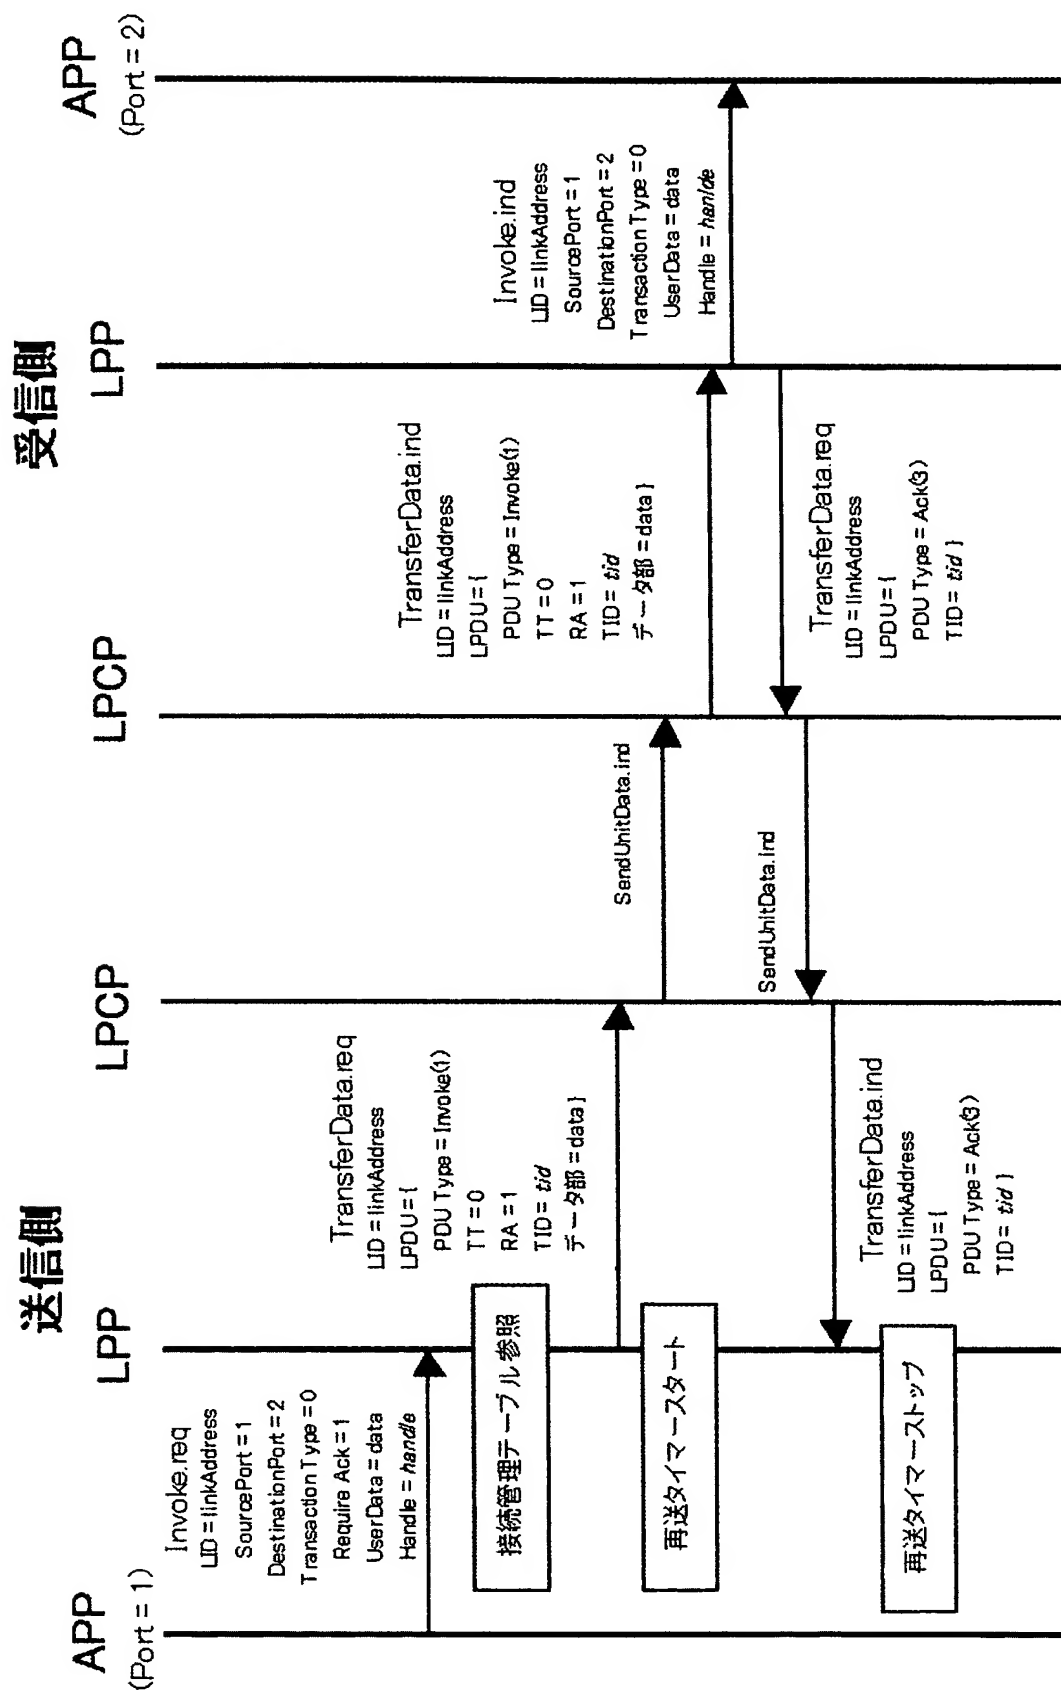 送信側
受信側
APP
(Port = 1)
LPP
LPCP
LPCP
LPP
APP
(Port = 2)
Invoke.req
LID = linkAddress
SourcePort = 1
DestinationPort = 2
Transaction Type = 0
Require Ack = 1
UserData = data
Handle = handle
接続管理テーブル参照
TransferData.req
LID = linkAddress
LPDU = {
PDU Type = Invoke(1)
TT = 0
RA = 1
TID = tid
データ部 = data }
再送タイマースタート
SendUnitData.ind
TransferData.ind
LID = linkAddress
LPDU = {
PDU Type = Invoke(1)
TT = 0
RA = 1
TID = tid
データ部 = data }
Invoke.ind
LID = linkAddress
SourcePort = 1
DestinationPort = 2
Transaction Type = 0
UserData = data
Handle = hanlde
TransferData.req
LID = linkAddress
LPDU = {
PDU Type = Ack(3)
TID = tid }
SendUnitData.ind
TransferData.ind
LID = linkAddress
LPDU = {
PDU Type = Ack(3)
TID = tid }
再送タイマーストップ